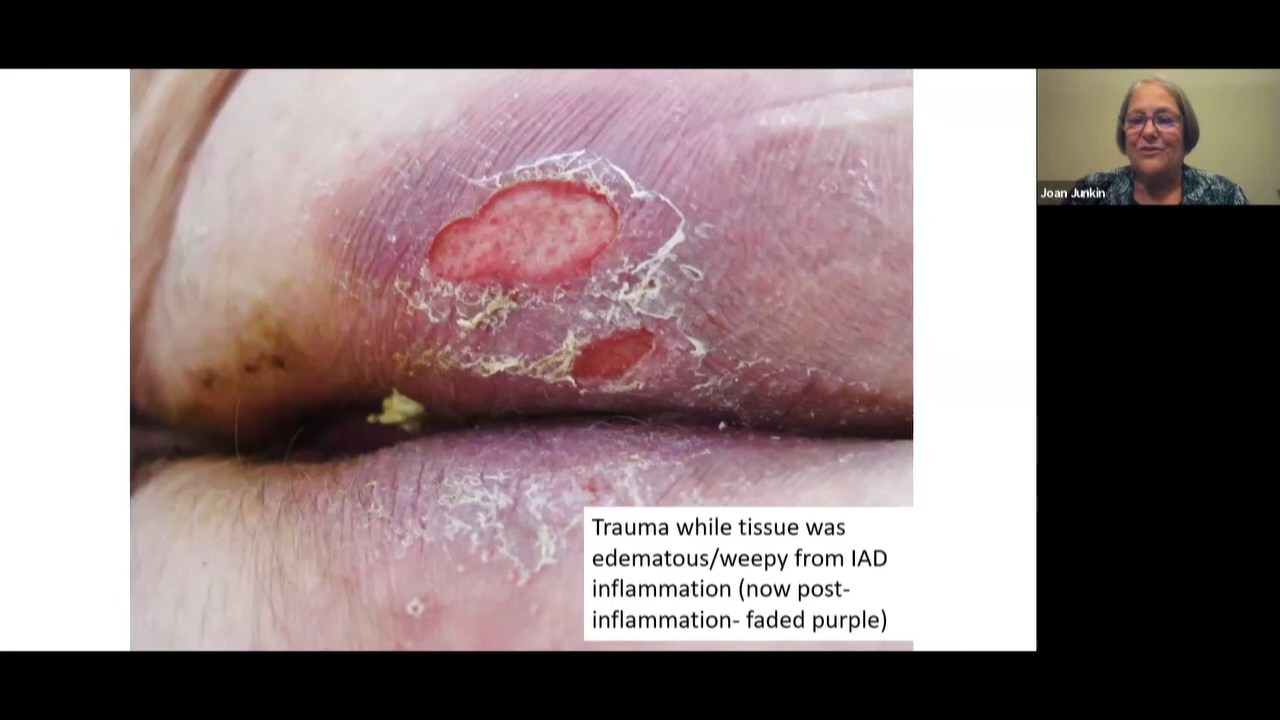 Joan Junkin
Trauma while tissue was
edematous/weepy from IAD
inflammation (now post-
inflammation- faded purple)